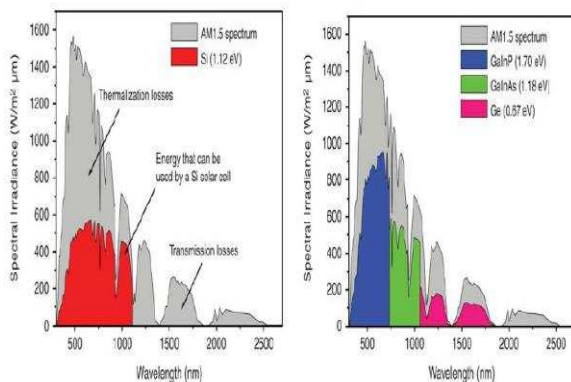 AM1.5 spectrum
Si (1.12 eV)
Thermalization losses
Energy that can be
used by a Si solar cell
Transmission losses
Spectral Irradiance (W/m² µm)
1600
1400
1200
1000
800
600
400
200
0
500
1000
1500
2000
2500
Wavelength (nm)
AM1.5 spectrum
GaInP (1.70 eV)
GaInAs (1.18 eV)
Ge (0.67 eV)
Spectral Irradiance (W/m² µm)
1600
1400
1200
1000
800
600
400
200
0
500
1000
1500
2000
2500
Wavelength (nm)